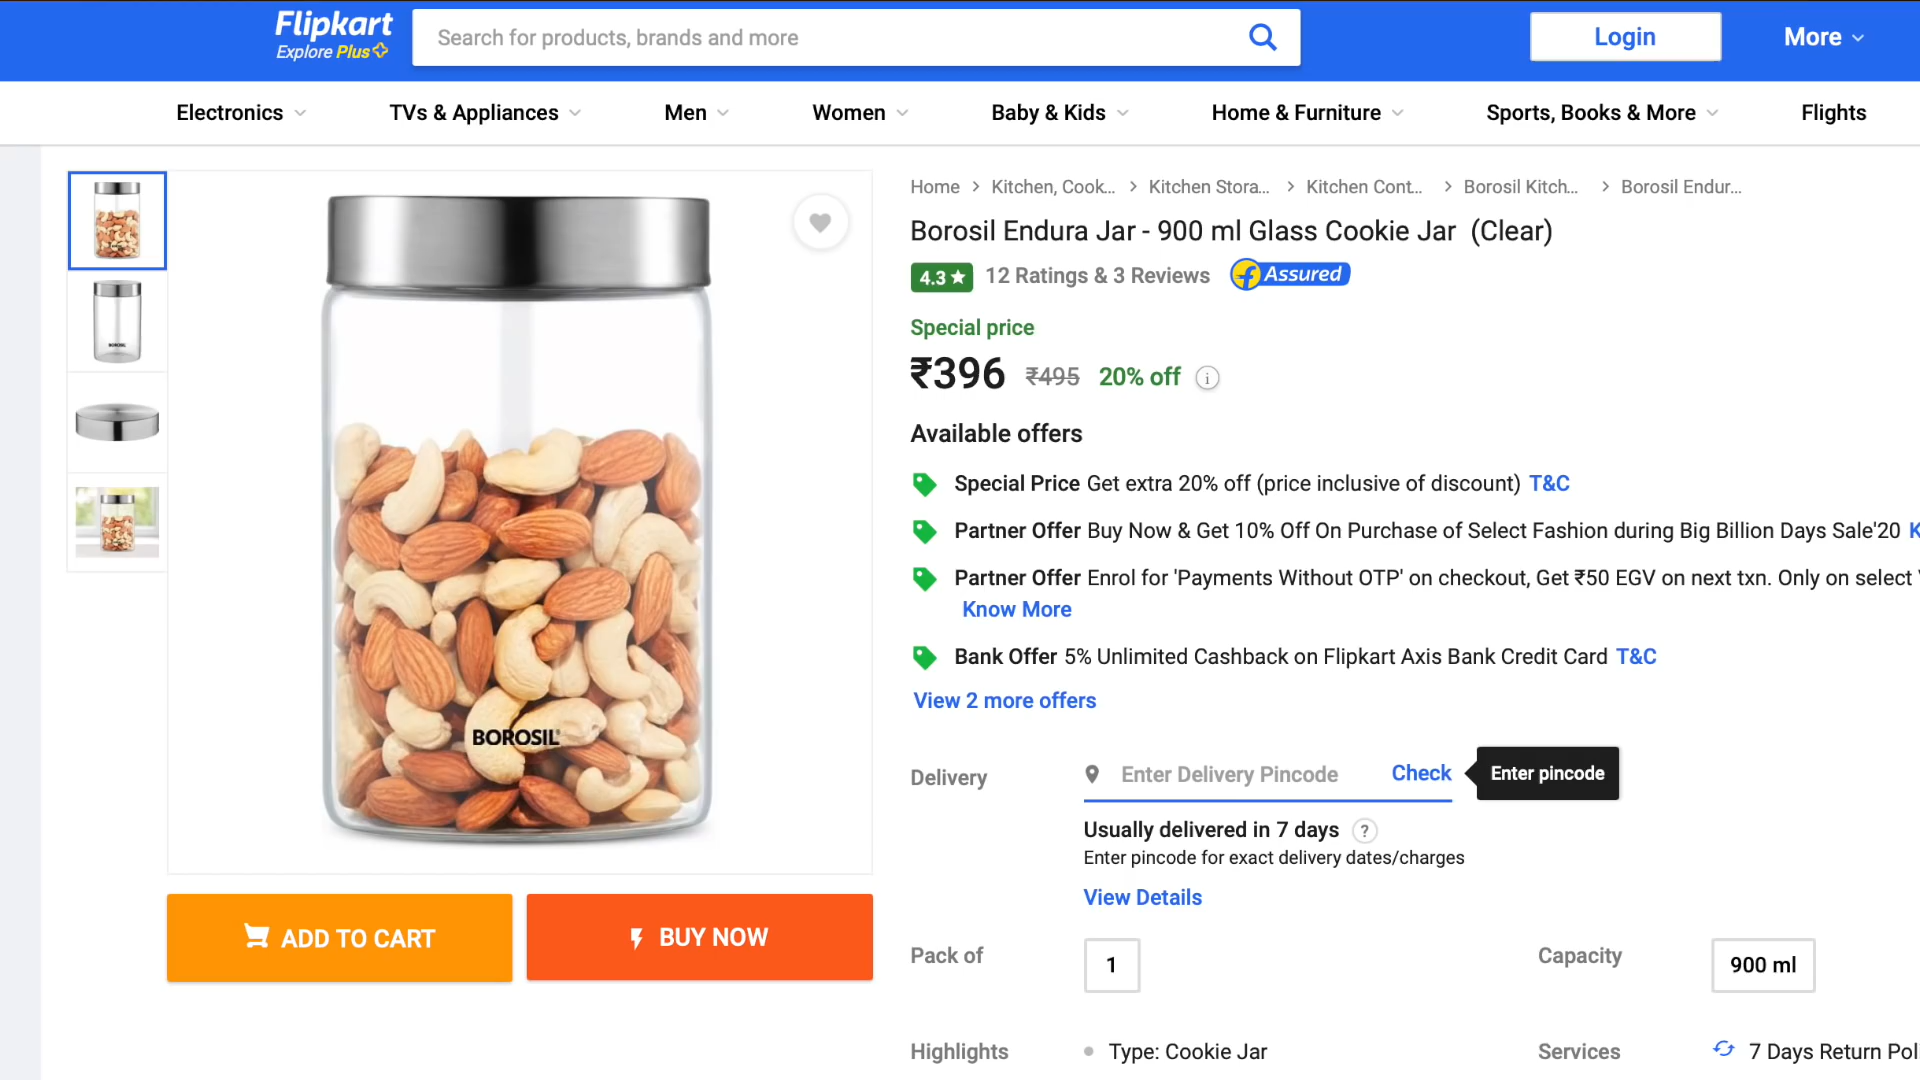 Flipkart
Explore Plus
Search for products, brands and more
Login
More
Electronics
TVs & Appliances
Men
Women
Baby & Kids
Home & Furniture
Sports, Books & More
Flights
Home > Kitchen, Cook... > Kitchen Stora... > Kitchen Cont... > Borosil Kitch... > Borosil Endur...
Borosil Endura Jar - 900 ml Glass Cookie Jar (Clear)
4.3 ★ 12 Ratings & 3 Reviews
Assured
Special price
₹396 ₹495 20% off
Available offers
Special Price Get extra 20% off (price inclusive of discount) T&C
Partner Offer Buy Now & Get 10% Off On Purchase of Select Fashion during Big Billion Days Sale'20 K
Partner Offer Enrol for 'Payments Without OTP' on checkout, Get ₹50 EGV on next txn. Only on select
Know More
Bank Offer 5% Unlimited Cashback on Flipkart Axis Bank Credit Card T&C
View 2 more offers
BOROSIL
BOROSIL
Delivery
Enter Delivery Pincode
Check
Enter pincode
Usually delivered in 7 days ?
Enter pincode for exact delivery dates/charges
View Details
ADD TO CART
BUY NOW
Pack of
1
Capacity
900 ml
Highlights
Type: Cookie Jar
Services
7 Days Return Pol